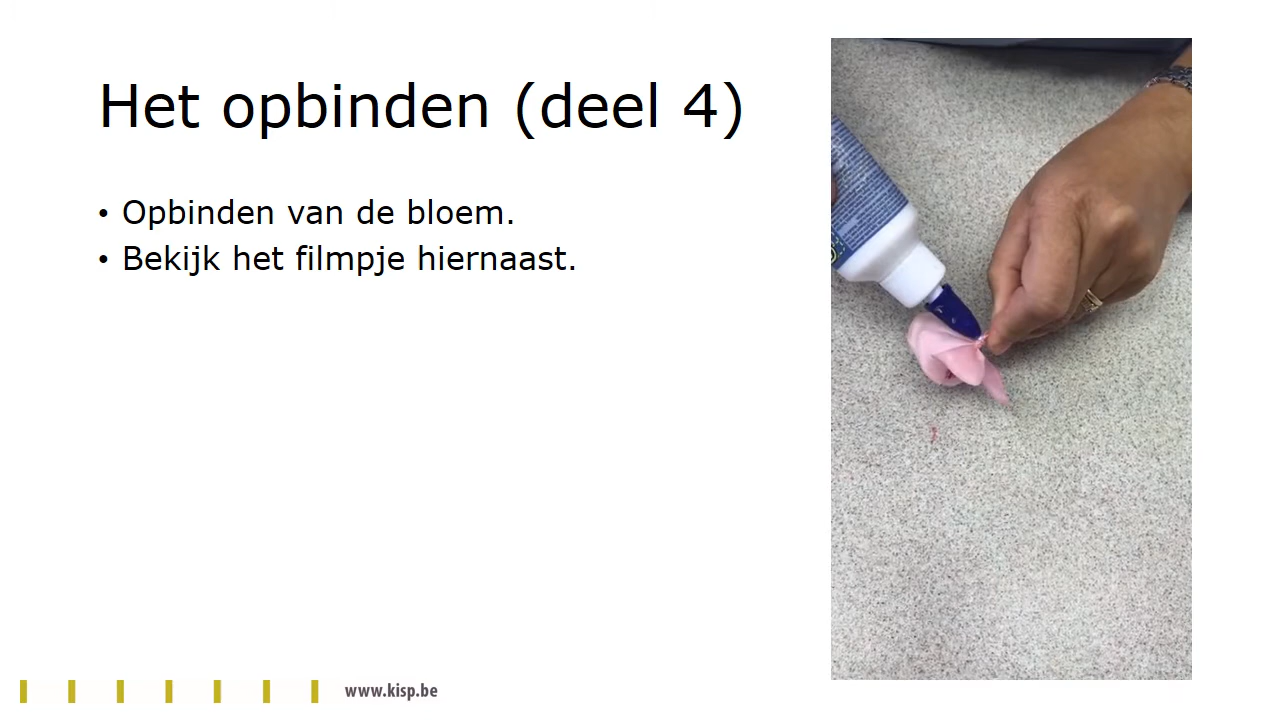 Het opbinden (deel 4)
• Opbinden van de bloem.
• Bekijk het filmpje hiernaast.
www.kisp.be